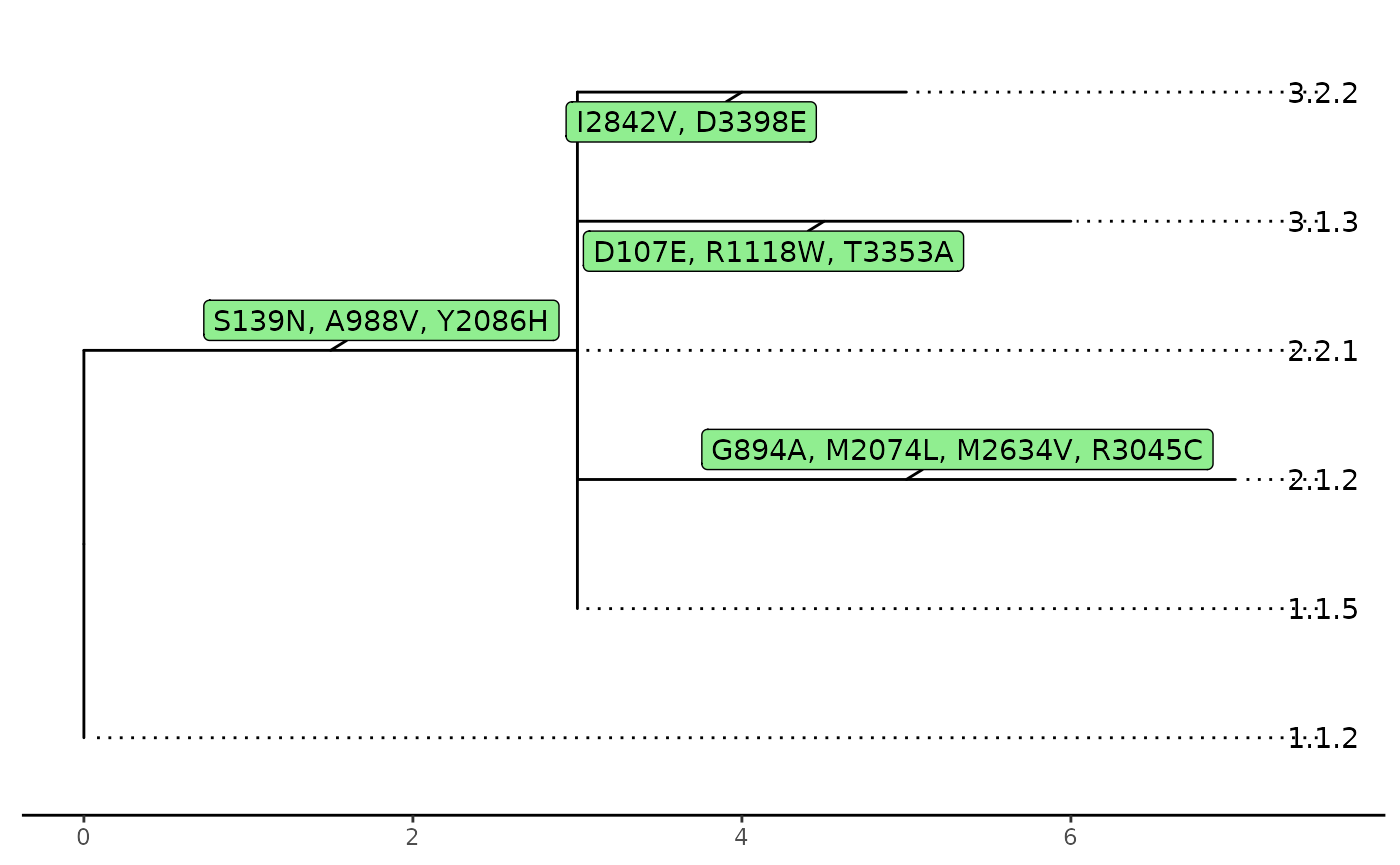 3.2.2
I2842V, D3398E
3.1.3
D107E, R1118W, T3353A
S139N, A988V, Y2086H
2.2.1
G894A, M2074L, M2634V, R3045C
2.1.2
1.1.5
1.1.2
0 2 4 6